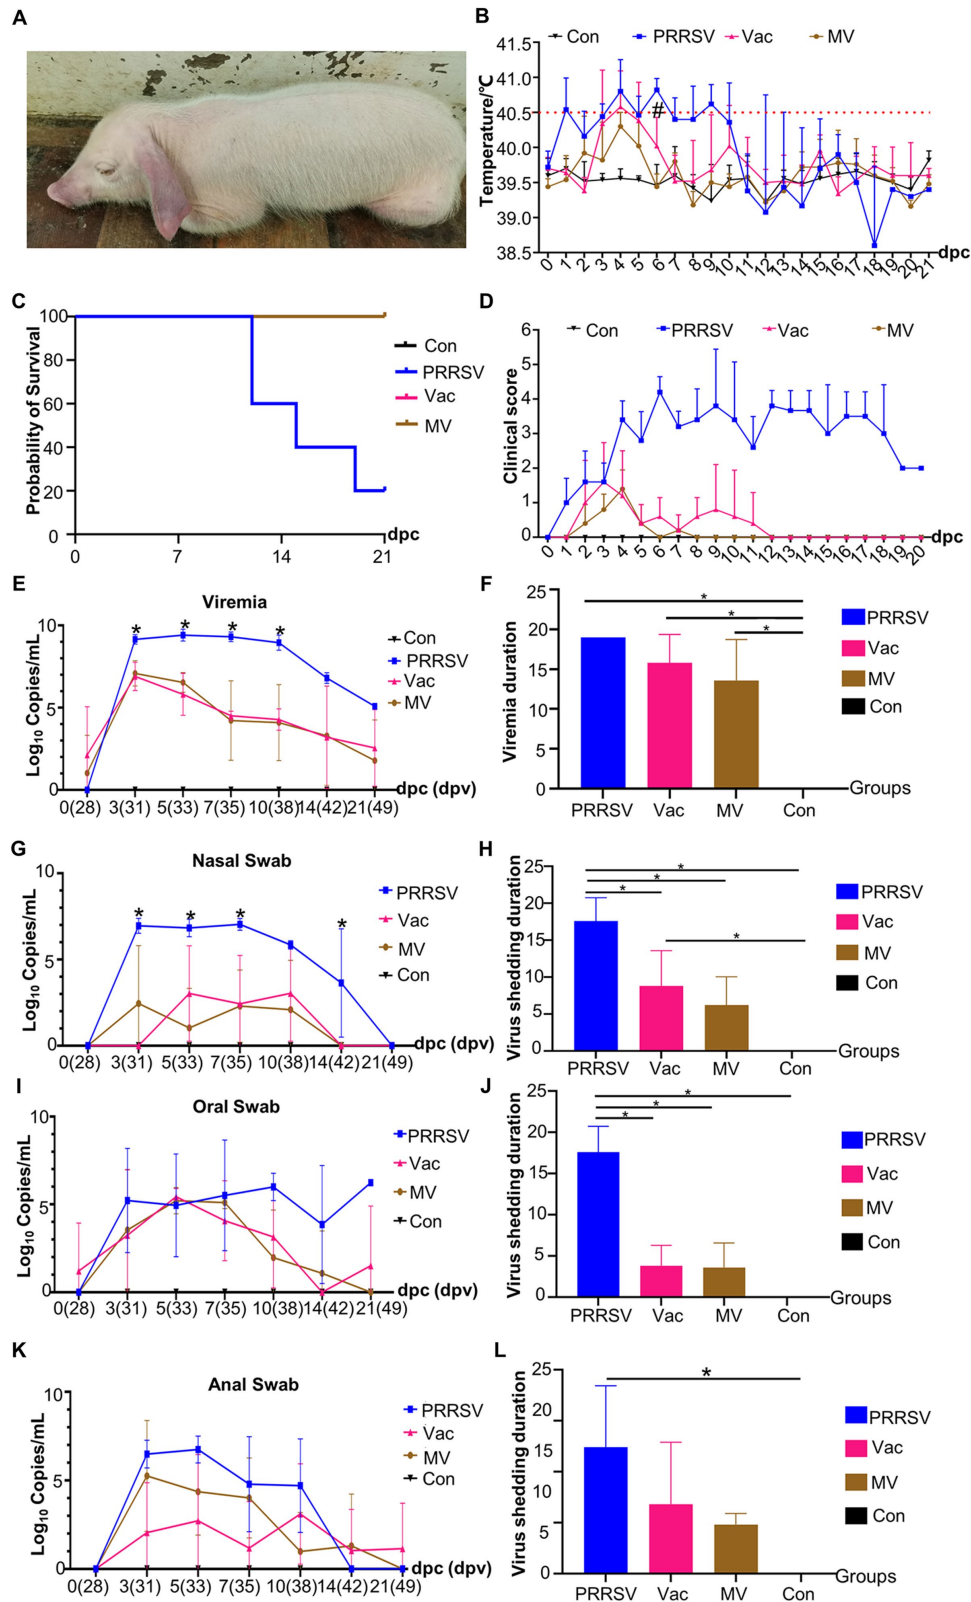 A
B
Con PRRSV Vac MV
Temperature/°C
41.5
41.0
40.5
40.0
39.5
39.0
38.5
#
dpc
0 1 2 3 4 5 6 7 8 9 10 11 12 13 14 15 16 17 18 19 20 21
C
Probability of Survival
100
80
60
40
20
0
0 7 14 21
dpc
Con
PRRSV
Vac
MV
D
Con PRRSV Vac MV
Clinical score
6
5
4
3
2
1
0
dpc
0 1 2 3 4 5 6 7 8 9 10 11 12 13 14 15 16 17 18 19 20
E
Viremia
Log10 Copies/mL
10
5
0
* * * *
Con
PRRSV
Vac
MV
dpc (dpv)
0(28) 3(31) 5(33) 7(35) 10(38) 14(42) 21(49)
F
Viremia duration
25
20
15
10
5
0
* * *
PRRSV
Vac
MV
Con
Groups
PRRSV Vac MV Con
G
Nasal Swab
Log10 Copies/mL
10
5
0
* * * *
PRRSV
Vac
MV
Con
dpc (dpv)
0(28) 3(31) 5(33) 7(35) 10(38) 14(42) 21(49)
H
Virus shedding duration
25
20
15
10
5
0
* * * *
PRRSV
Vac
MV
Con
Groups
PRRSV Vac MV Con
I
Oral Swab
Log10 Copies/mL
10
5
0
PRRSV
Vac
MV
Con
dpc (dpv)
0(28) 3(31) 5(33) 7(35) 10(38) 14(42) 21(49)
J
Virus shedding duration
25
20
15
10
5
0
* * *
PRRSV
Vac
MV
Con
Groups
PRRSV Vac MV Con
K
Anal Swab
Log10 Copies/mL
10
5
0
PRRSV
Vac
MV
Con
dpc (dpv)
0(28) 3(31) 5(33) 7(35) 10(38) 14(42) 21(49)
L
Virus shedding duration
25
20
15
10
5
0
*
PRRSV
Vac
MV
Con
Groups
PRRSV Vac MV Con